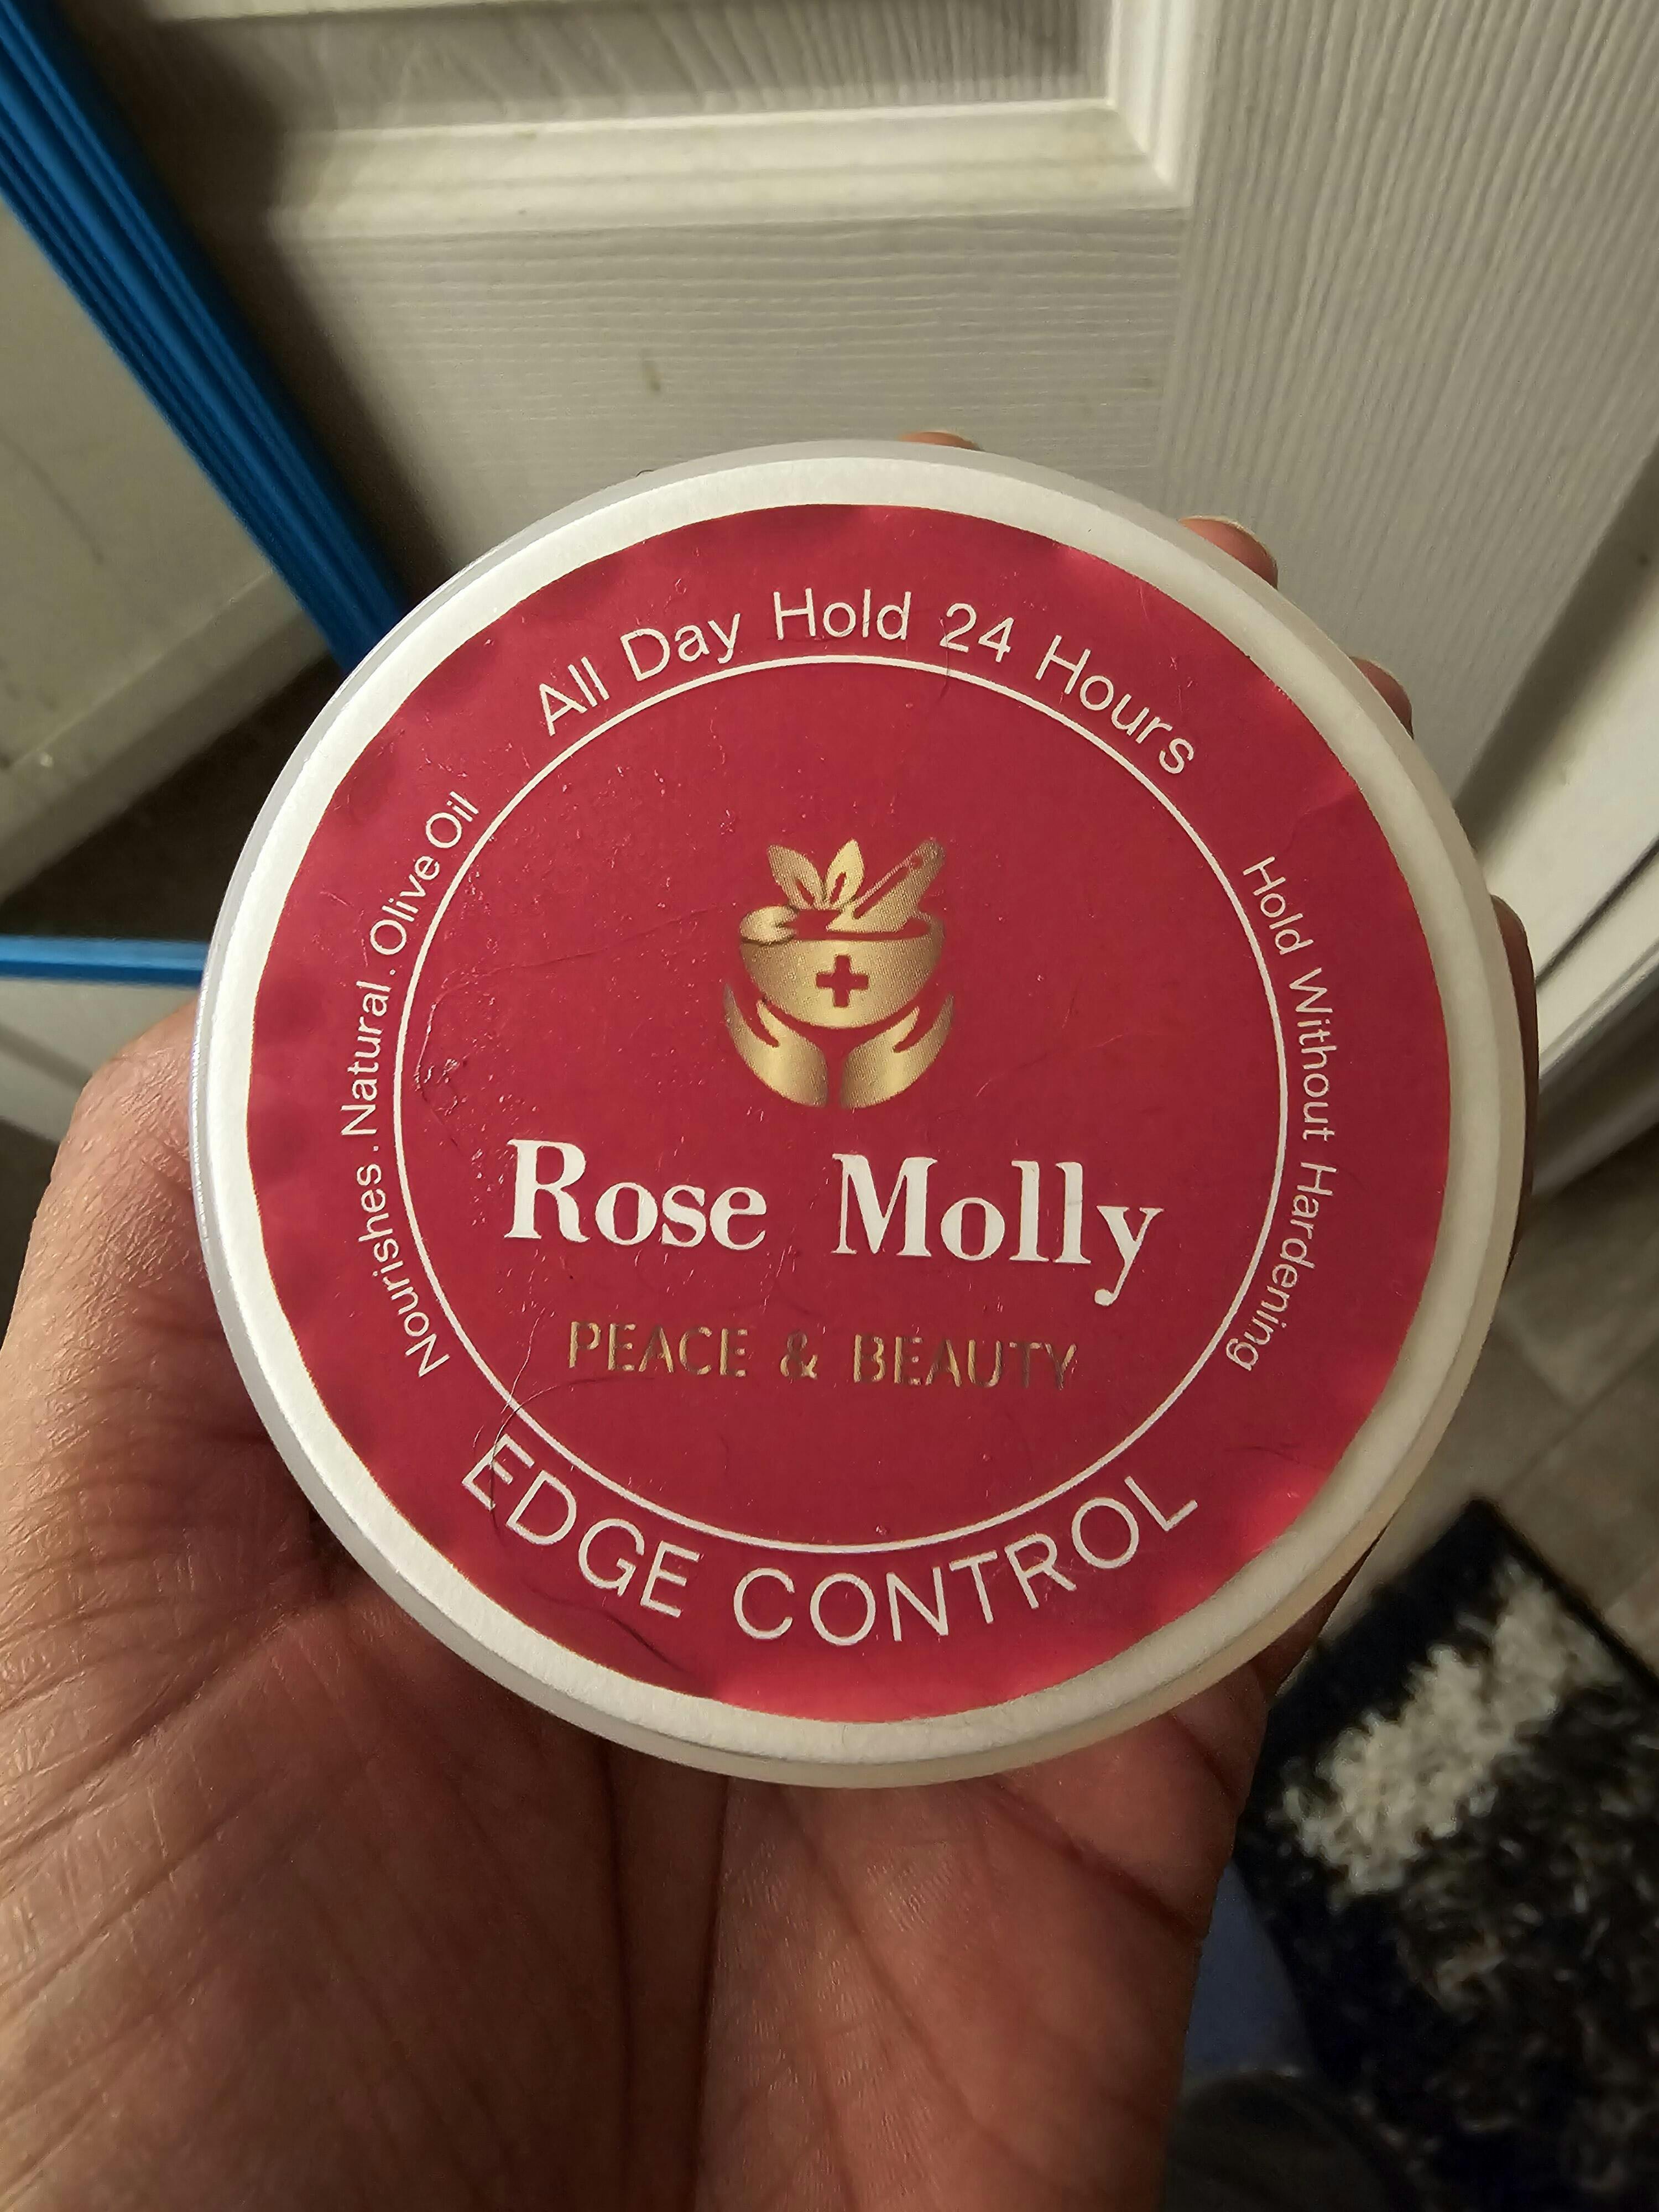 All Day Hold 24 Hours
Nourishes. Natural. Olive Oil
Hold Without Hardening
Rose Molly
PEACE & BEAUTY
EDGE CONTROL